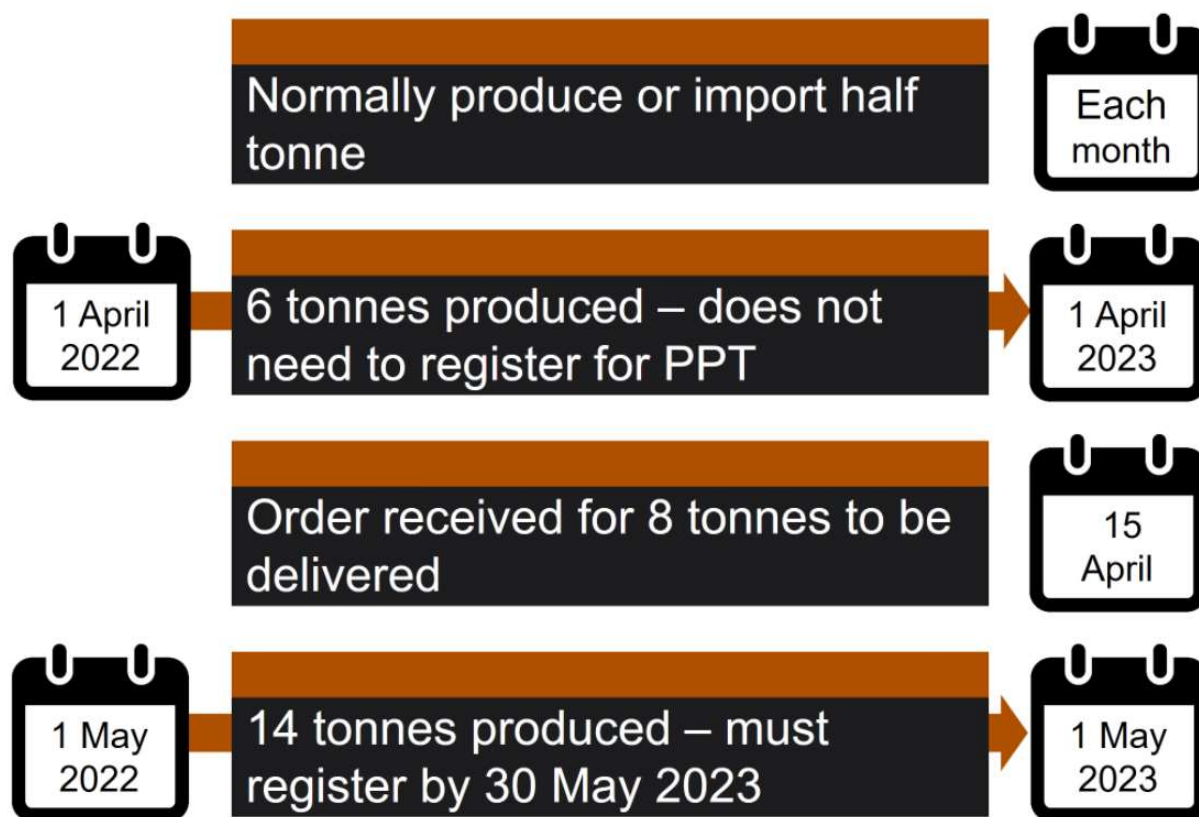 Normally produce or import half
tonne
Each
month
1 April
2022
6 tonnes produced – does not
need to register for PPT
1 April
2023
Order received for 8 tonnes to be
delivered
15
April
1 May
2022
14 tonnes produced – must
register by 30 May 2023
1 May
2023